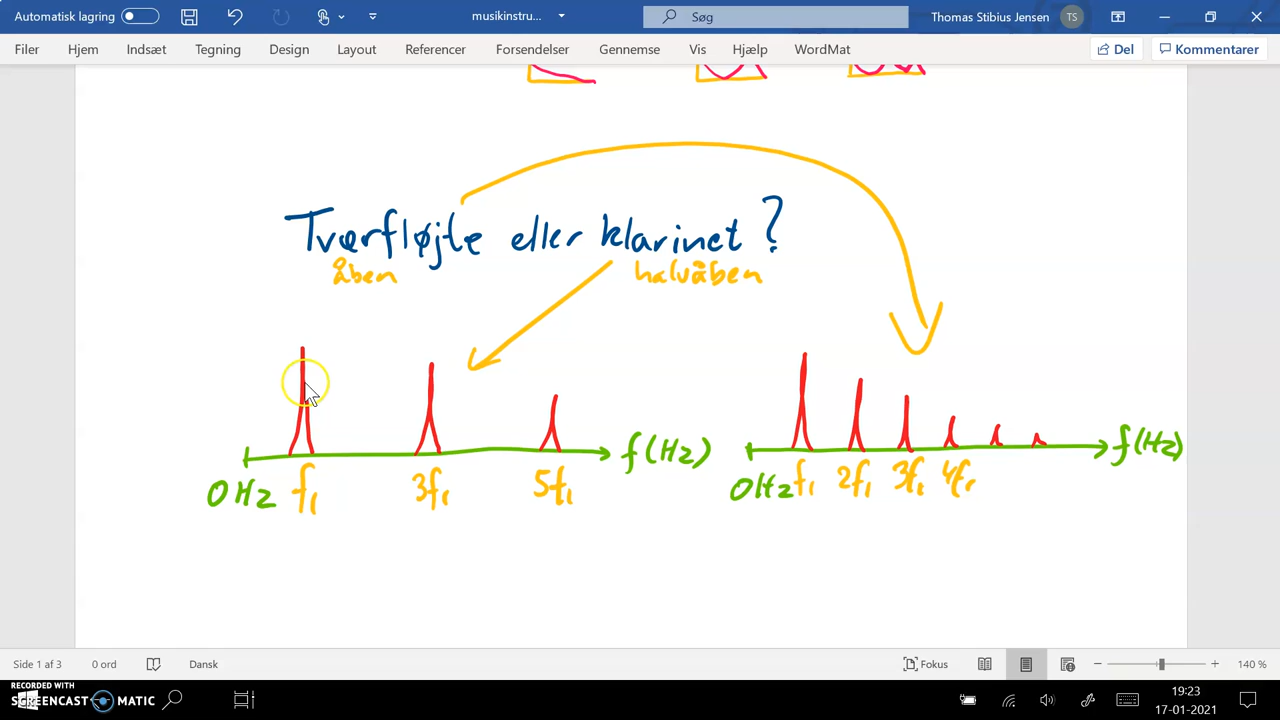 Automatisk lagring
musikinstru...
Søg
Thomas Stibius Jensen
TS
Filer
Hjem
Indsæt
Tegning
Design
Layout
Referencer
Forsendelser
Gennemse
Vis
Hjælp
WordMat
Del
Kommentarer
Tværfløjte eller klarinet?
åben
halvåben
f(Hz)
0Hz
f₁
3f₁
5f₁
f(Hz)
0Hz
f₁
2f₁
3f₁
4f₁
Side 1 af 3
0 ord
Dansk
Fokus
140 %
RECORDED WITH
SCREENCAST MATIC
19:23
17-01-2021